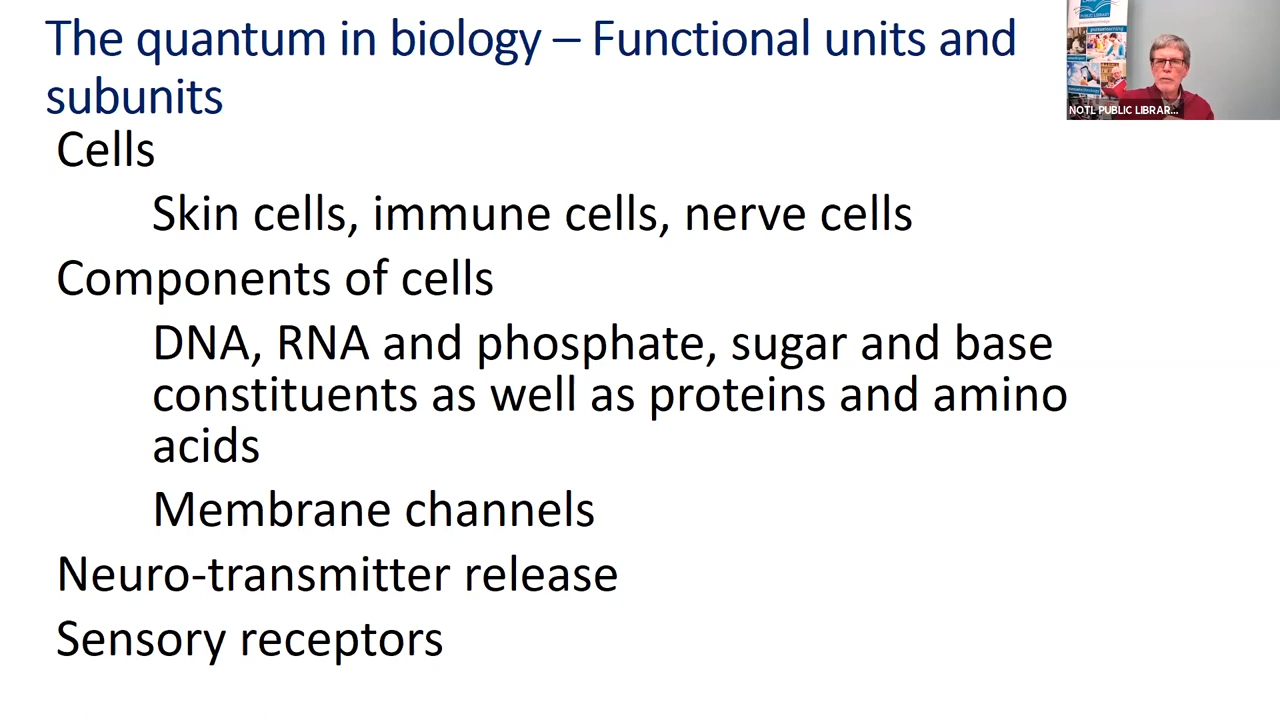 The quantum in biology – Functional units and
subunits
Cells
Skin cells, immune cells, nerve cells
Components of cells
DNA, RNA and phosphate, sugar and base
constituents as well as proteins and amino
acids
Membrane channels
Neuro-transmitter release
Sensory receptors
PUBLIC LIBRARY
NOTL PUBLIC LIBRAR...